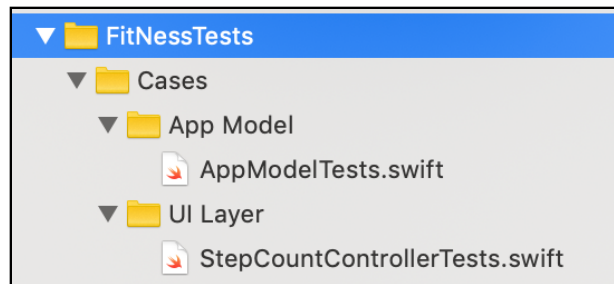 FitNessTests
Cases
App Model
AppModelTests.swift
UI Layer
StepCountControllerTests.swift